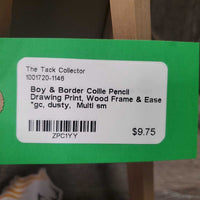 The Tack Collector
1001720-1146
Boy & Border Collie Pencil
Drawing Print, Wood Frame & Ease
*gc, dusty, Multi sm
ZPC1YY
$9.75